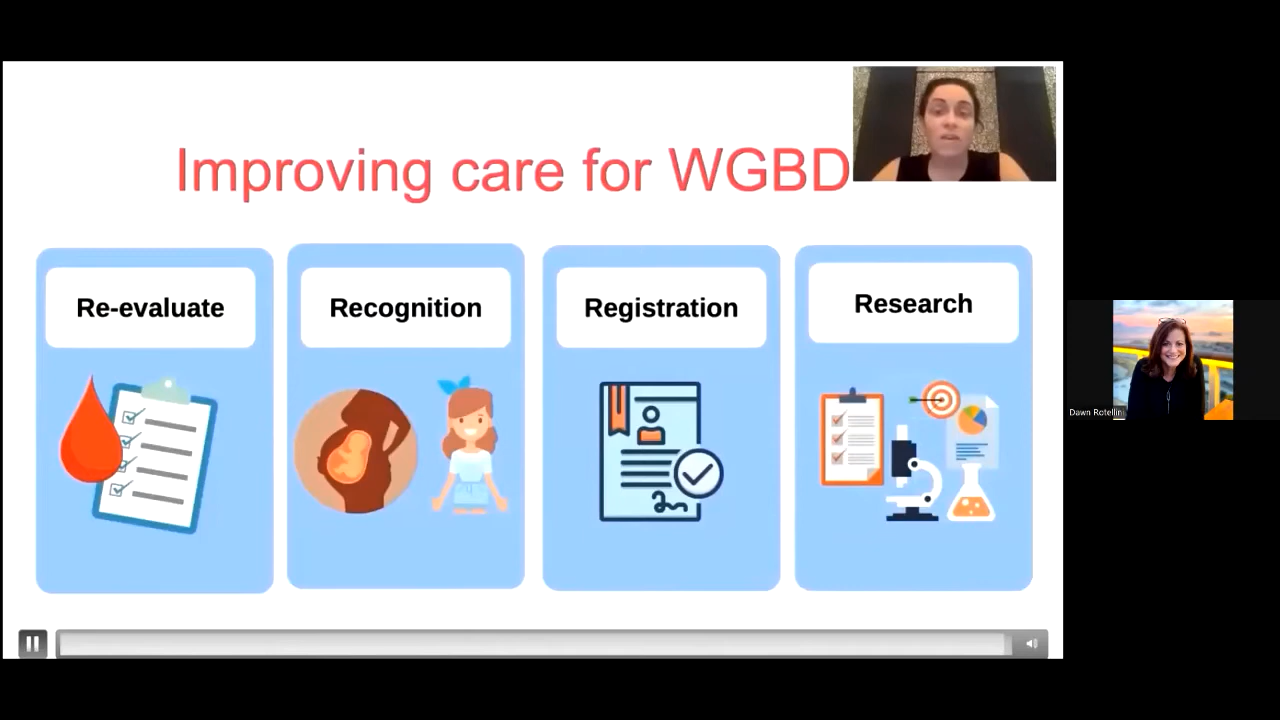 Improving care for WGBD
Re-evaluate
Recognition
Registration
Research
Dawn Rotellini